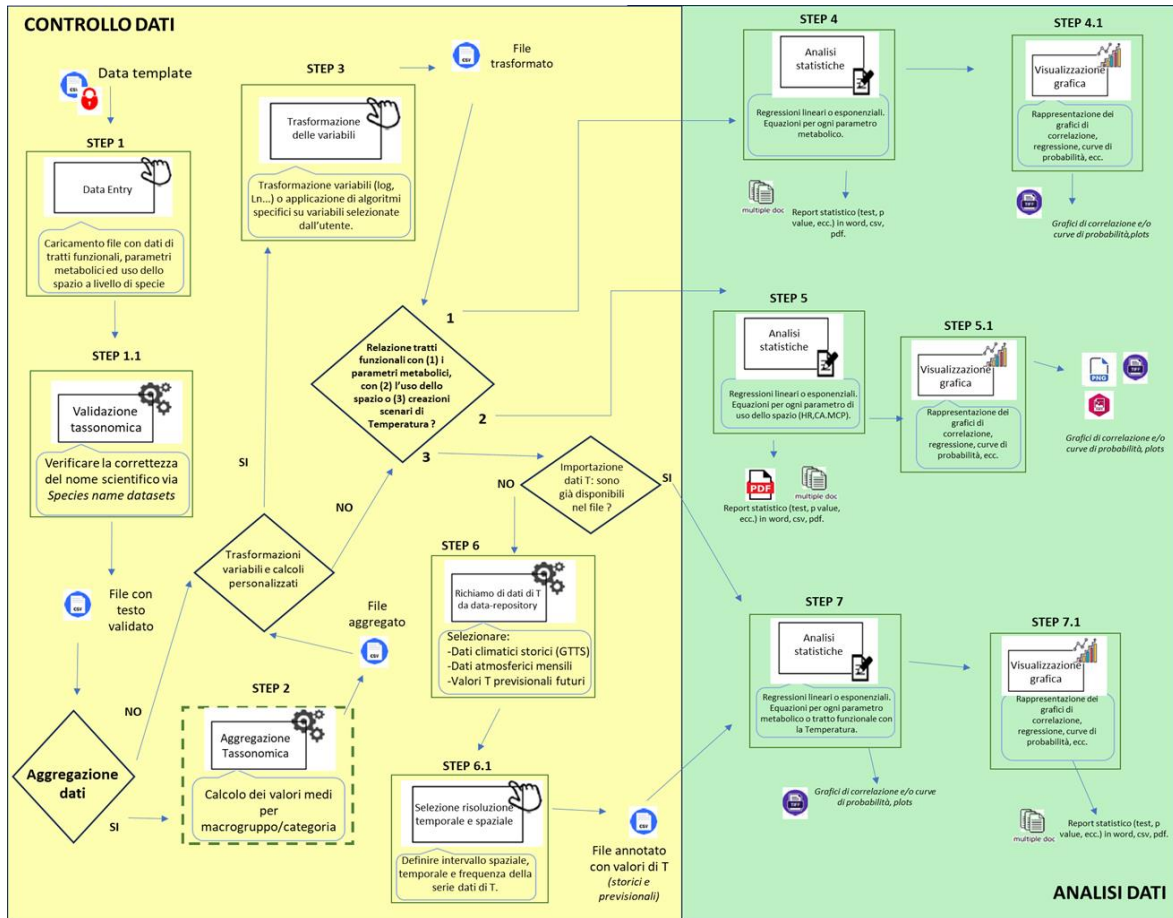 CONTROLLO DATI
Data template
CSV
STEP 1
Data Entry
Caricamento file con dati di
tratti funzionali, parametri
metabolici ed uso dello
spazio a livello di specie
STEP 1.1
Validazione
tassonomica
Verificare la correttezza
del nome scientifico via
Species name datasets
CSV
File con
testo
validato
Aggregazione
dati
NO
SI
STEP 2
Aggregazione
Tassonomica
Calcolo dei valori medi
per macrogruppo/categoria
File
aggregato
CSV
Trasformazioni
variabili e calcoli
personalizzati
SI
NO
STEP 3
Trasformazione
delle variabili
Trasformazione variabili (log,
Ln...) o applicazione di algoritmi
specifici su variabili selezionate
dall'utente.
CSV
File
trasformato
Relazione tratti
funzionali con (1) i
parametri metabolici,
con (2) l'uso dello
spazio o (3) creazioni
scenari di
Temperatura ?
1
2
3
Importazione
dati T: sono
già disponibili
nel file ?
NO
SI
STEP 6
Richiamo di dati di T
da data-repository
Selezionare:
-Dati climatici storici (GTTS)
-Dati atmosferici mensili
-Valori T previsionali futuri
STEP 6.1
Selezione risoluzione
temporale e spaziale
Definire intervallo spaziale,
temporale e frequenza della
serie dati di T.
CSV
File annotato
con valori di T
(storici e
previsionali)
STEP 4
Analisi
statistiche
Regressioni lineari o esponenziali.
Equazioni per ogni parametro
metabolico.
multiple doc
Report statistico (test, p
value, ecc.) in word, csv,
pdf.
STEP 4.1
Visualizzazione
grafica
Rappresentazione dei
grafici di
correlazione,
regressione, curve di
probabilità, ecc.
TIFF
Grafici di correlazione e/o
curve di probabilità,plots
STEP 5
Analisi
statistiche
Regressioni lineari o esponenziali.
Equazioni per ogni parametro di
uso dello spazio (HR,CA.MCP).
PDF
multiple doc
Report statistico (test, p value,
ecc.) in word, csv, pdf.
STEP 5.1
Visualizzazione
grafica
Rappresentazione dei
grafici di
correlazione,
regressione, curve di
probabilità, ecc.
PNG
TIFF
Grafici di correlazione e/o
curve di probabilità, plots
STEP 7
Analisi
statistiche
Regressioni lineari o esponenziali.
Equazioni per ogni parametro
metabolico o tratto funzionale con
la Temperatura.
TIFF
Grafici di correlazione e/o curve
di probabilità, plots
STEP 7.1
Visualizzazione
grafica
Rappresentazione dei
grafici di
correlazione,
regressione, curve di
probabilità, ecc.
multiple doc
Report statistico (test, p
value, ecc.) in word, csv,
pdf.
ANALISI DATI